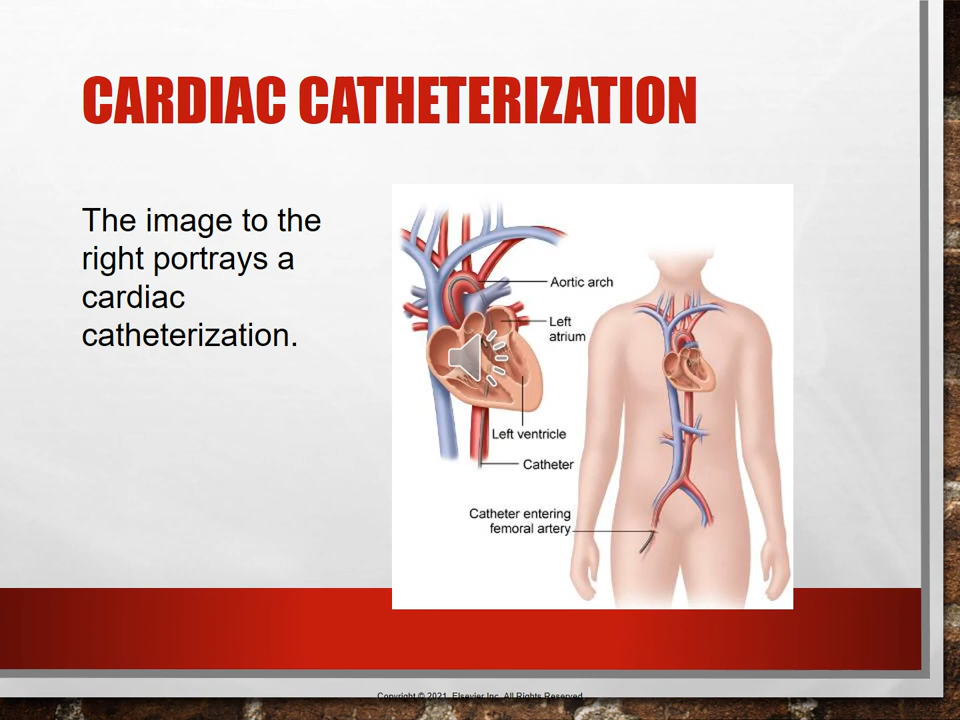 CARDIAC CATHETERIZATION
The image to the
right portrays a
cardiac
catheterization.
Aortic arch
Left
atrium
Left ventricle
Catheter
Catheter entering
femoral artery
Copyright © 2021, Elsevier Inc. All Rights Reserved.